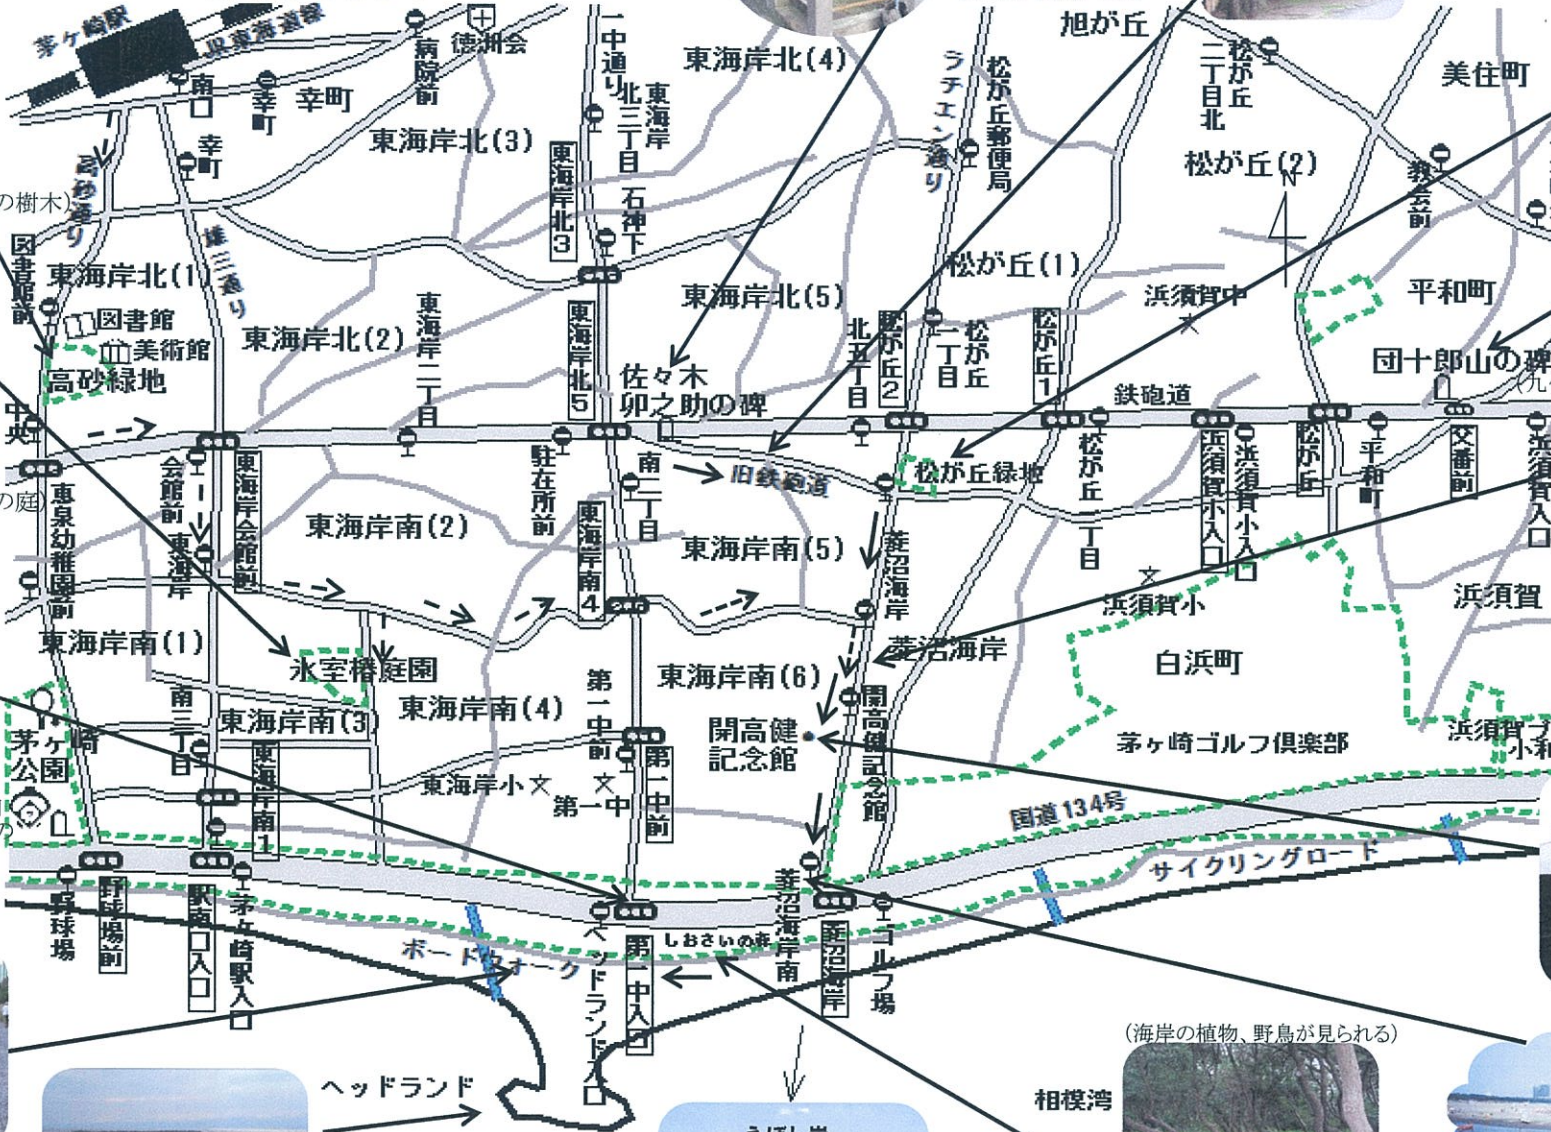 茅ヶ崎駅
JR東海道線
徳洲会
病院前
南口
幸町
幸町
幸町
一中通り
東海岸北三丁目
東海岸北(4)
東海岸北(3)
東海岸北3
石神下
ラチエン通り
松が丘郵便局
旭が丘
松が丘二丁目北
美住町
松が丘(2)
教会前
N
高砂通り
の樹木)
図書館前
雄三通り
東海岸北(1)
図書館
美術館
高砂緑地
東海岸北(2)
東海岸二丁目
東海岸北5
東海岸北(5)
佐々木
卯之助の碑
北五丁目
松が丘2
松が丘一丁目
松が丘(1)
松が丘1
浜須賀中
平和町
団十郎山の碑
鉄砲道
中央
の庭)
恵泉幼稚園前
会館前
東海岸会館前
東海岸
駐在所前
南二丁目
旧鉄砲道
松が丘緑地
松が丘一丁目
浜須賀小入口
浜須賀小入口
松が丘
平和町
交番前
浜須賀入口
東海岸南(2)
東海岸南4
東海岸南(5)
菱沼海岸
浜須賀小
浜須賀
東海岸南(1)
氷室椿庭園
東海岸南(3)
東海岸南(4)
東海岸南(6)
菱沼海岸
白浜町
南三丁目
東海岸南1
第一中前
第一中前
開高健
記念館
開高健記念館
茅ヶ崎ゴルフ倶楽部
茅ヶ崎
公園
東海岸小
第一中
国道134号
サイクリングロード
野球場
野球場前
駅南口入口
茅ヶ崎駅入口
ボードウォーク
ヘッドランド入口
第一中入口
しおさいの森
菱沼海岸南
菱沼海岸
ゴルフ場
(海岸の植物、野鳥が見られる)
ヘッドランド
相模湾